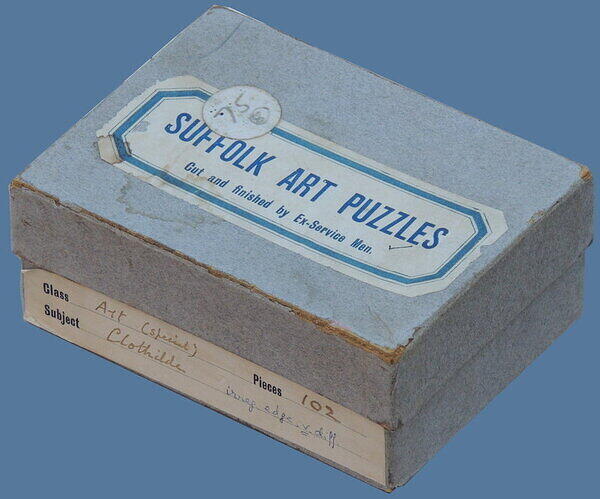 756
SUFFOLK ART PUZZLES
Cut and finished by Ex-Service Men.
Class Art (special)
Subject Clothilde
Pieces 102
irreg edge. v. diff.